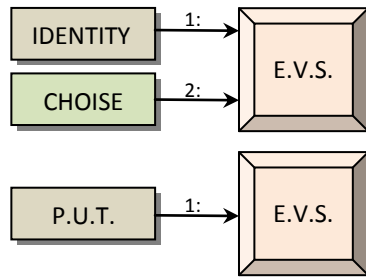 IDENTITY
1:
E.V.S.
CHOISE
2:
P.U.T.
1:
E.V.S.